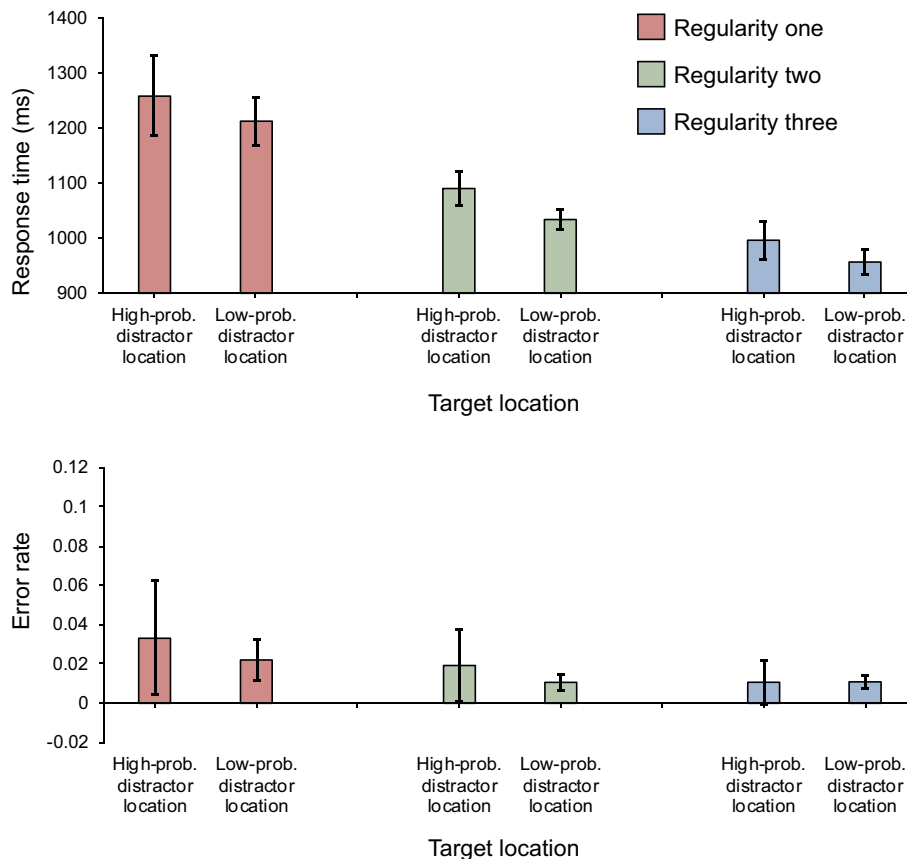 1400
1300
1200
1100
1000
900
Response time (ms)
Regularity one
Regularity two
Regularity three
High-prob. distractor location
Low-prob. distractor location
High-prob. distractor location
Low-prob. distractor location
High-prob. distractor location
Low-prob. distractor location
Target location
0.12
0.1
0.08
0.06
0.04
0.02
0
-0.02
Error rate
High-prob. distractor location
Low-prob. distractor location
High-prob. distractor location
Low-prob. distractor location
High-prob. distractor location
Low-prob. distractor location
Target location